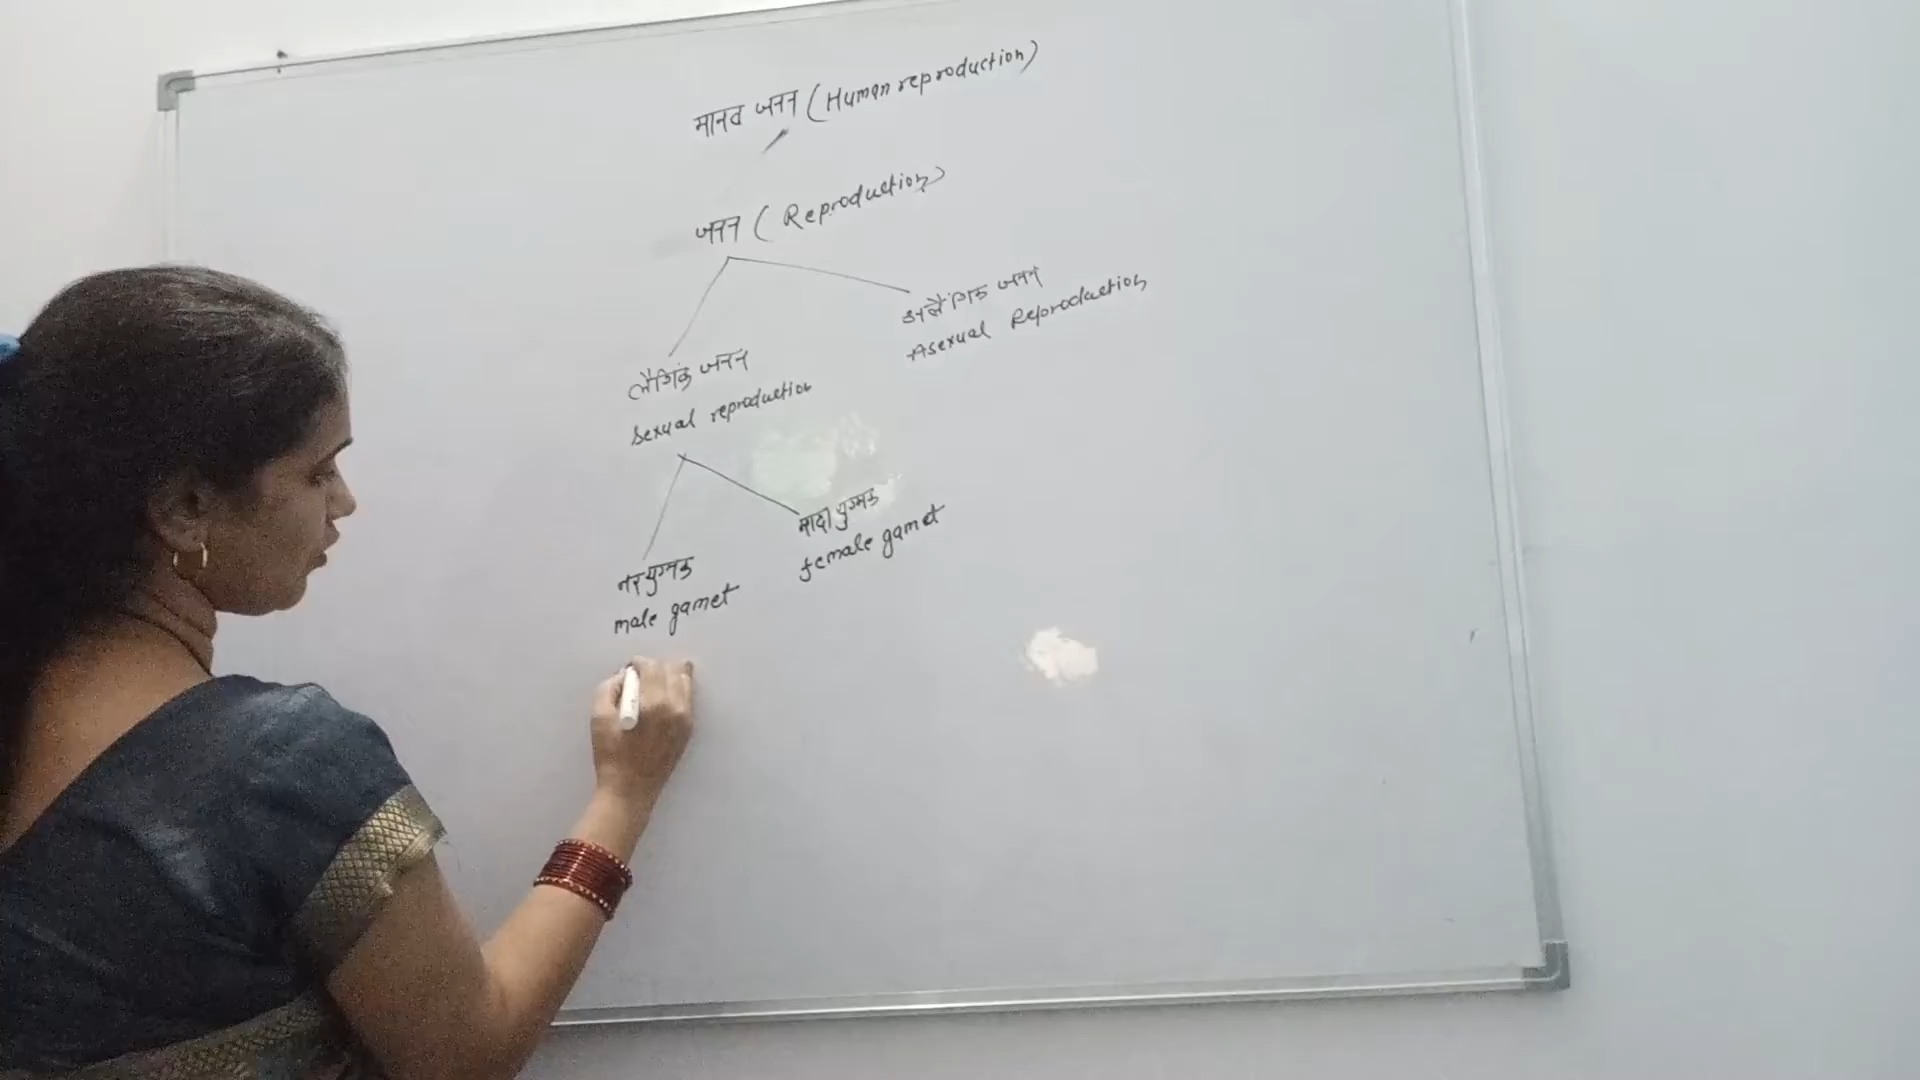 मानव जनन (Human reproduction)
जनन (Reproduction)
अलैंगिक जनन
Asexual Reproduction
लैगिंक जनन
sexual reproduction
मादा युग्मक
female gamet
नर युग्मक
male gamet